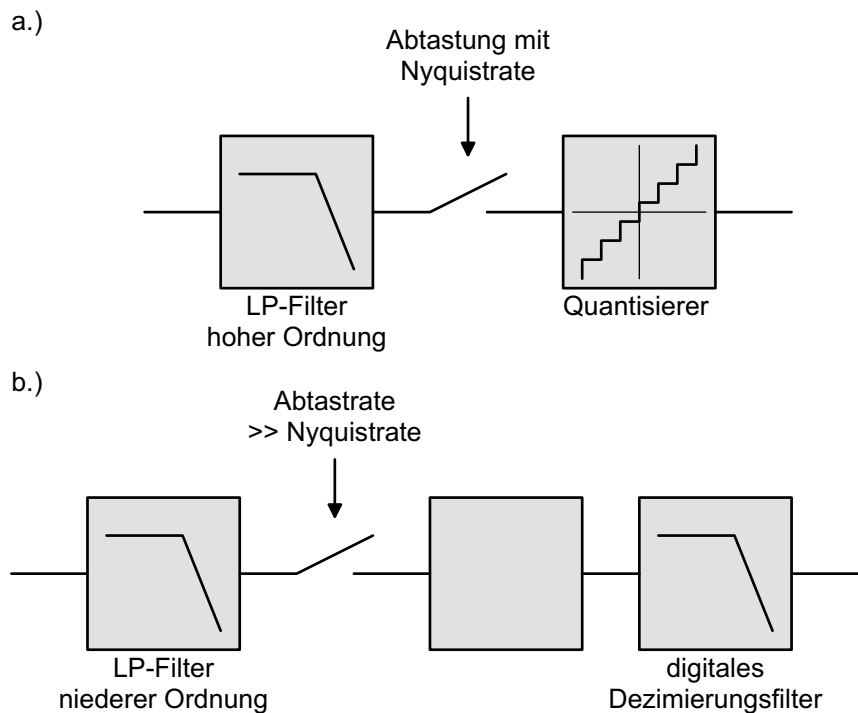 a.)
Abtastung mit
Nyquistrate
LP-Filter
hoher Ordnung
Quantisierer
b.)
Abtastrate
>> Nyquistrate
LP-Filter
niederer Ordnung
digitales
Dezimierungsfilter